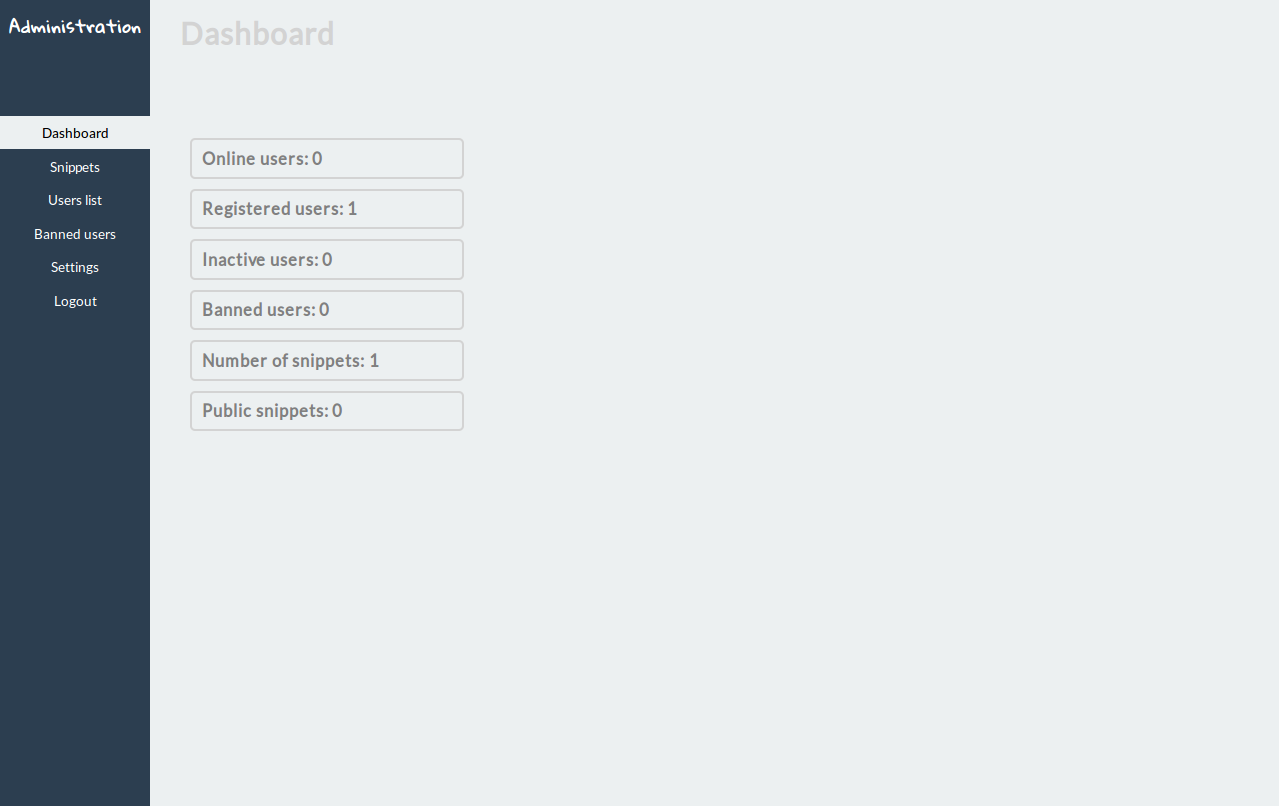 Administration
Dashboard
Snippets
Users list
Banned users
Settings
Logout
Dashboard
Online users: 0
Registered users: 1
Inactive users: 0
Banned users: 0
Number of snippets: 1
Public snippets: 0